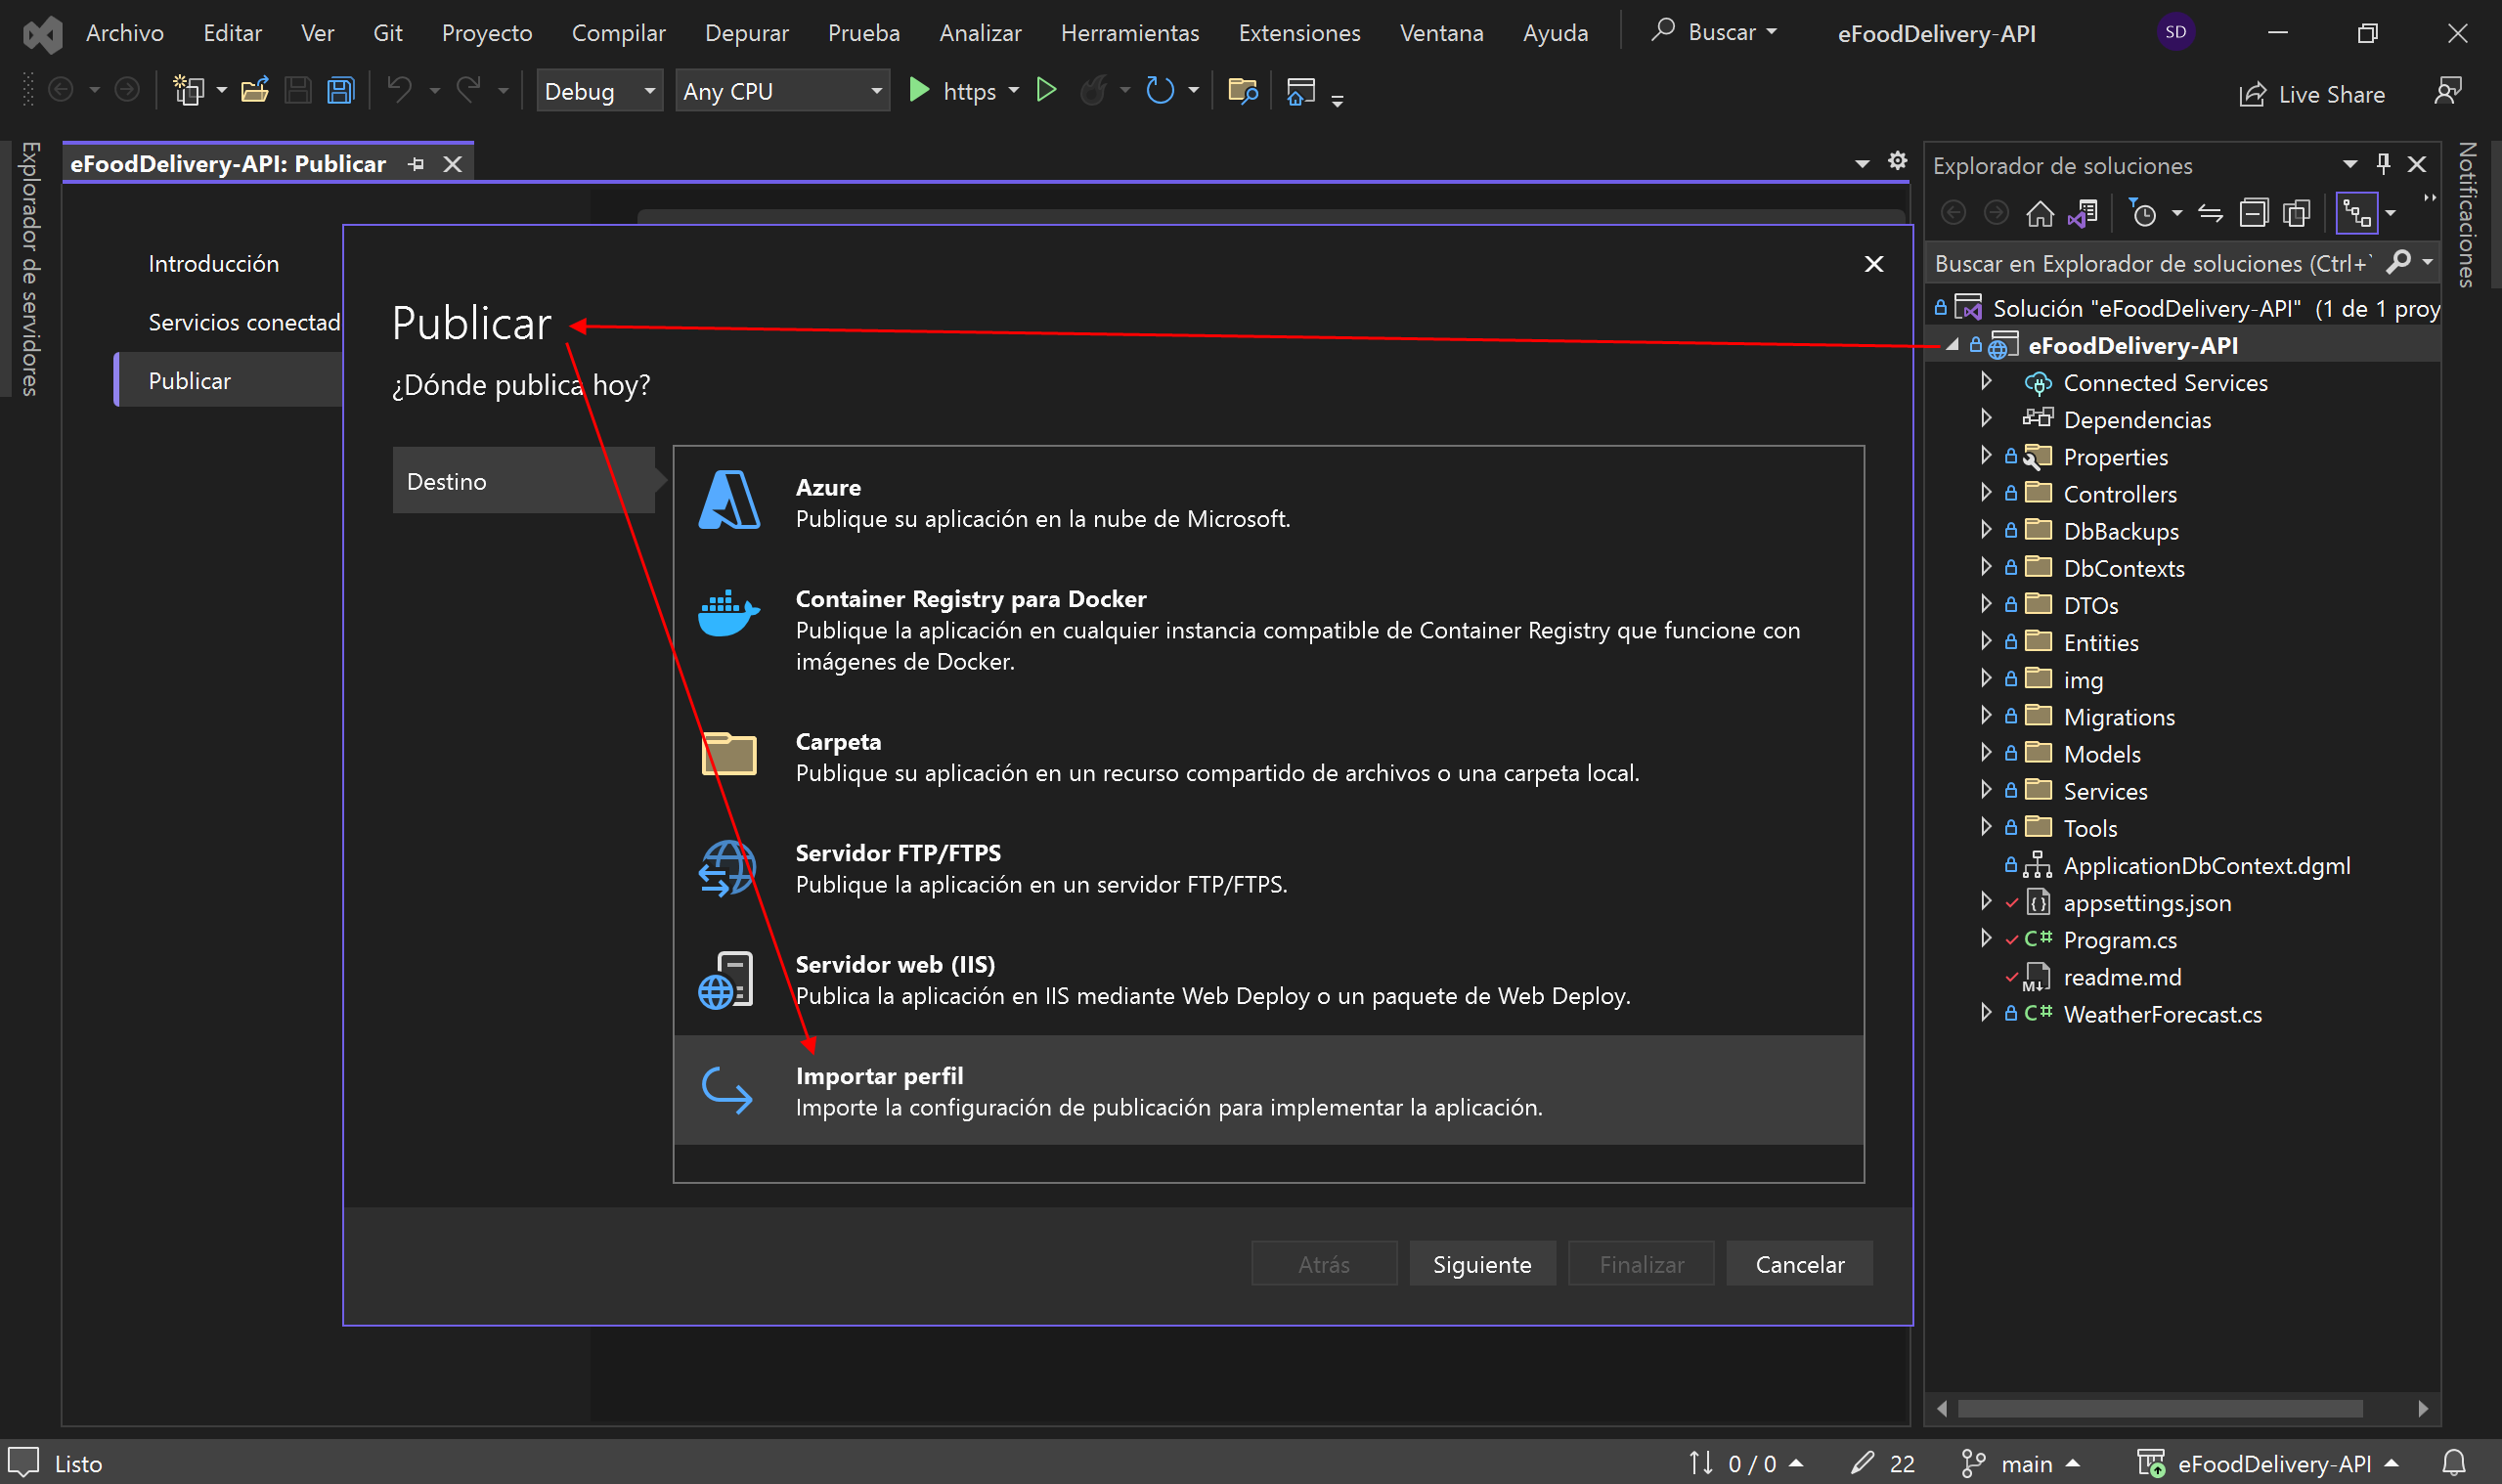 Archivo Editar Ver Git Proyecto Compilar Depurar Prueba Analizar Herramientas Extensiones Ventana Ayuda Buscar eFoodDelivery-API SD
Debug Any CPU https Live Share
Explorador de servidores
eFoodDelivery-API: Publicar
Introducción
Servicios conectad
Publicar
Publicar
¿Dónde publica hoy?
Destino
Azure
Publique su aplicación en la nube de Microsoft.
Container Registry para Docker
Publique la aplicación en cualquier instancia compatible de Container Registry que funcione con
imágenes de Docker.
Carpeta
Publique su aplicación en un recurso compartido de archivos o una carpeta local.
Servidor FTP/FTPS
Publique la aplicación en un servidor FTP/FTPS.
Servidor web (IIS)
Publica la aplicación en IIS mediante Web Deploy o un paquete de Web Deploy.
Importar perfil
Importe la configuración de publicación para implementar la aplicación.
Atrás Siguiente Finalizar Cancelar
Explorador de soluciones
Buscar en Explorador de soluciones (Ctrl+
Solución "eFoodDelivery-API" (1 de 1 proy
eFoodDelivery-API
Connected Services
Dependencias
Properties
Controllers
DbBackups
DbContexts
DTOs
Entities
img
Migrations
Models
Services
Tools
ApplicationDbContext.dgml
appsettings.json
C# Program.cs
M↓ readme.md
C# WeatherForecast.cs
Notificaciones
Listo 0 / 0 22 main eFoodDelivery-API